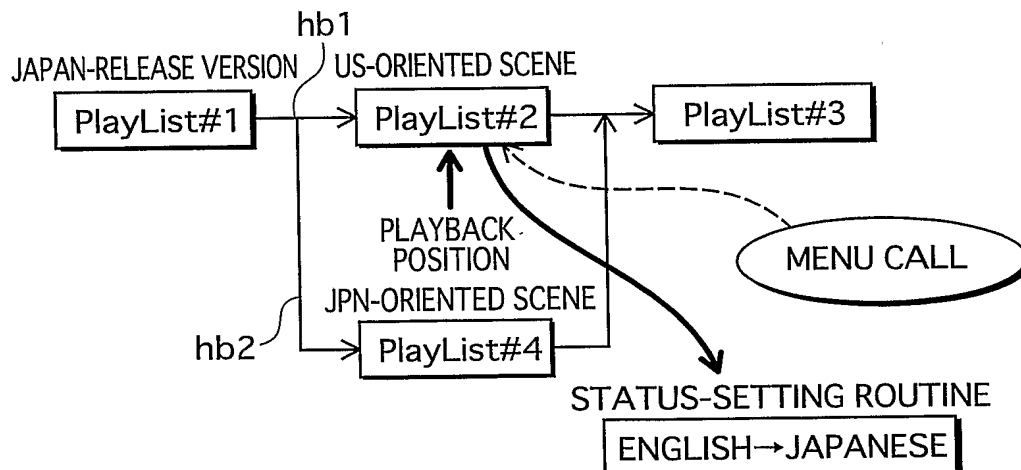 hb1
JAPAN-RELEASE VERSION
US-ORIENTED SCENE
PlayList#1
PlayList#2
PlayList#3
PLAYBACK
POSITION
MENU CALL
JPN-ORIENTED SCENE
hb2
PlayList#4
STATUS-SETTING ROUTINE
ENGLISH→JAPANESE